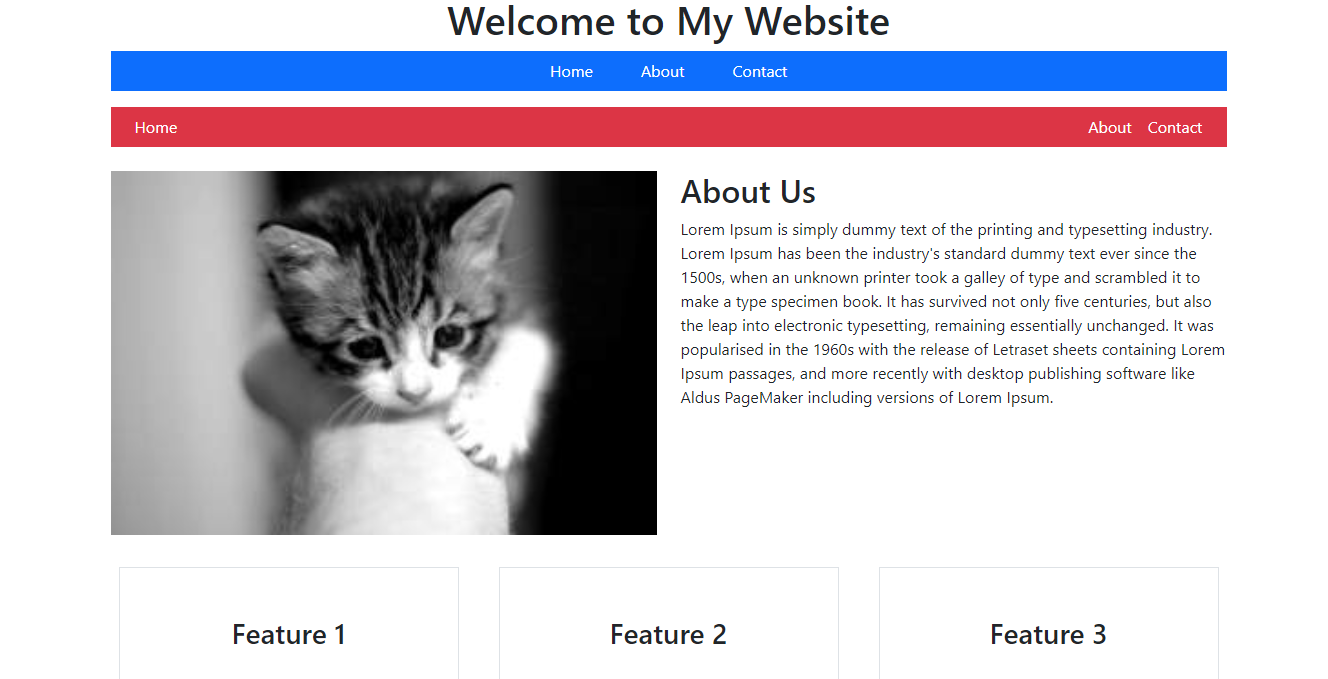 Welcome to My Website
Home About Contact
Home About Contact
About Us
Lorem Ipsum is simply dummy text of the printing and typesetting industry.
Lorem Ipsum has been the industry's standard dummy text ever since the
1500s, when an unknown printer took a galley of type and scrambled it to
make a type specimen book. It has survived not only five centuries, but also
the leap into electronic typesetting, remaining essentially unchanged. It was
popularised in the 1960s with the release of Letraset sheets containing Lorem
Ipsum passages, and more recently with desktop publishing software like
Aldus PageMaker including versions of Lorem Ipsum.
Feature 1
Feature 2
Feature 3